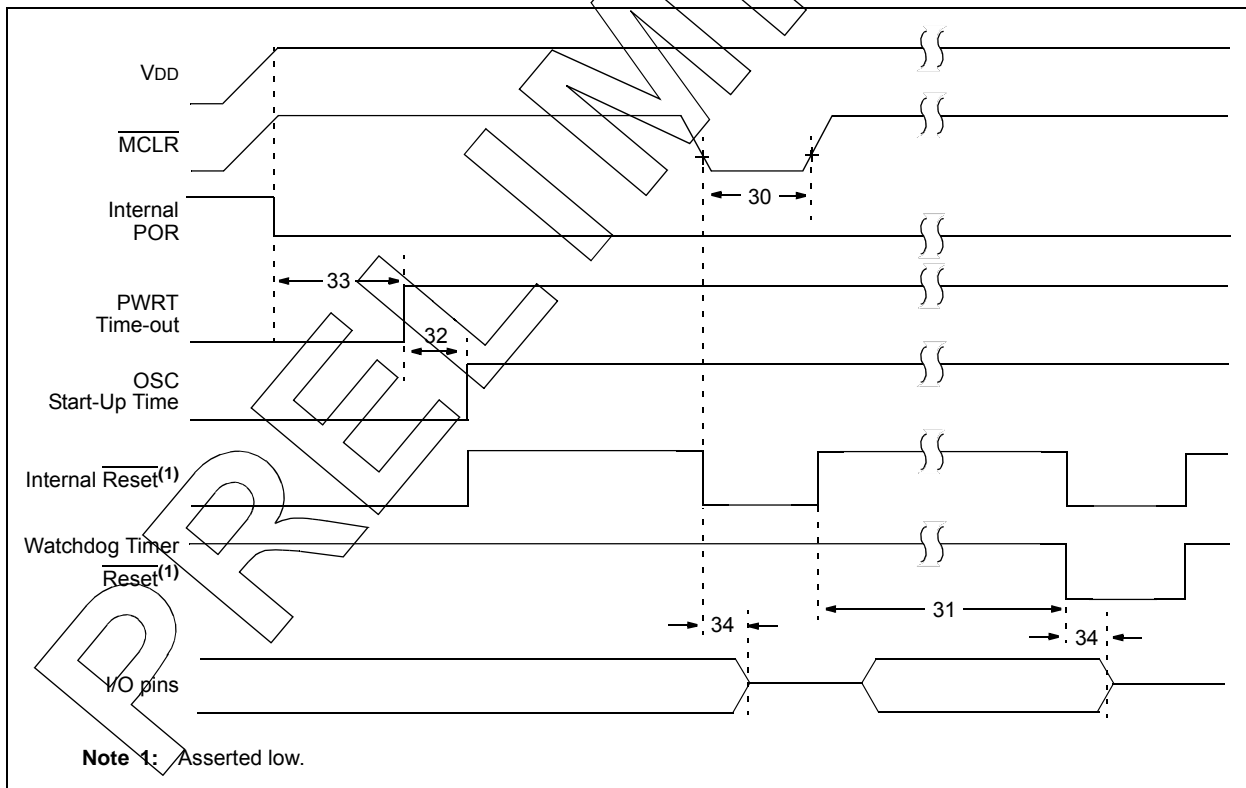 VDD
MCLR
Internal
POR
PWRT
Time-out
OSC
Start-Up Time
Internal Reset(1)
Watchdog Timer
Reset(1)
I/O pins
30
33
32
31
34
34
Note 1: Asserted low.
PRELIM